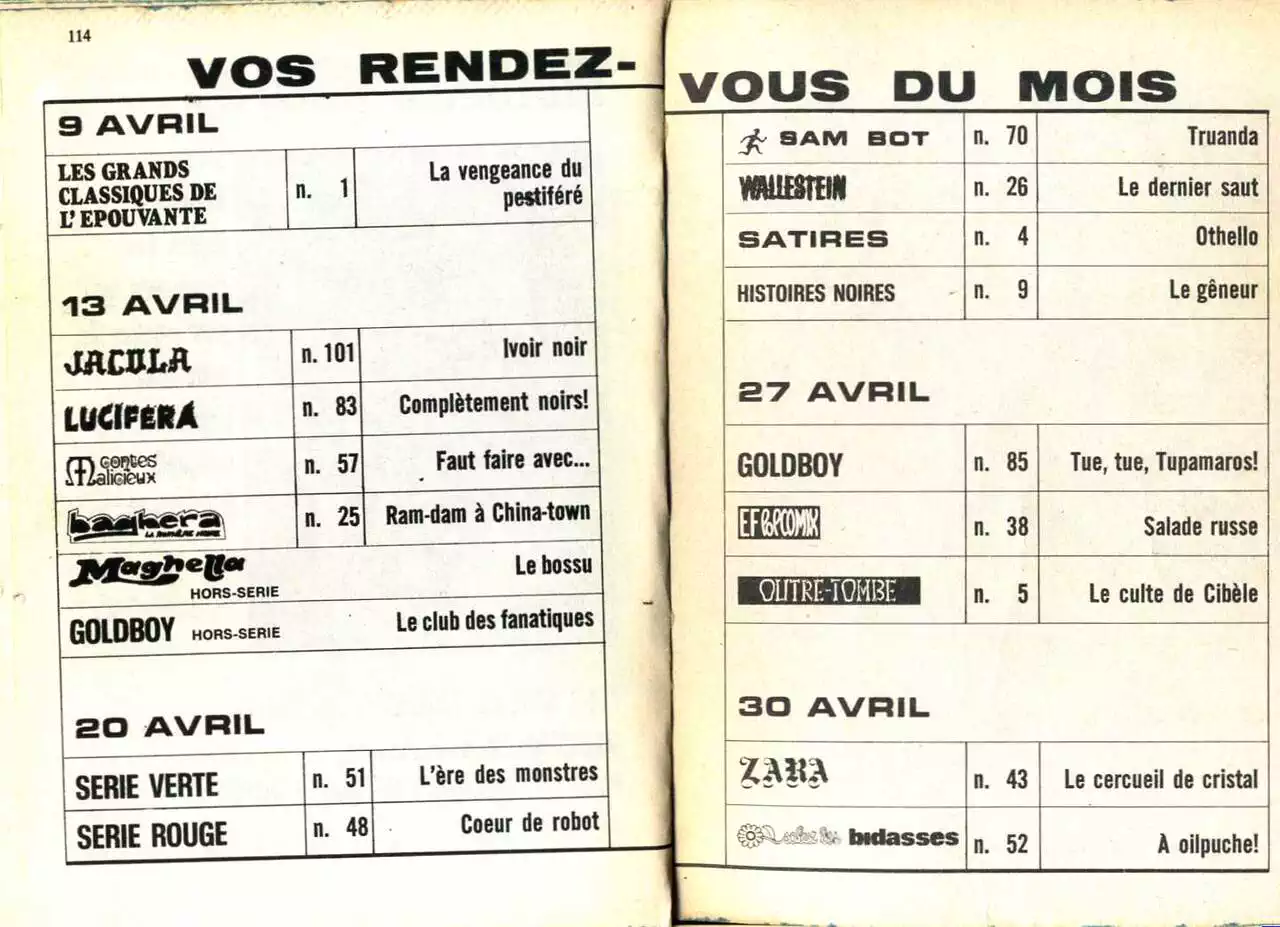 114
VOS RENDEZ-VOUS DU MOIS
9 AVRIL
LES GRANDS CLASSIQUES DE L'EPOUVANTE n. 1 La vengeance du pestiféré
13 AVRIL
JACULA n. 101 Ivoir noir
LUCIFERA n. 83 Complètement noirs!
Contes Malicieux n. 57 Faut faire avec...
baghera LA PANTHÈRE NOIRE n. 25 Ram-dam à China-town
Maghella HORS-SERIE Le bossu
GOLDBOY HORS-SERIE Le club des fanatiques
20 AVRIL
SERIE VERTE n. 51 L'ère des monstres
SERIE ROUGE n. 48 Coeur de robot
SAM BOT n. 70 Truanda
WALLESTEIN n. 26 Le dernier saut
SATIRES n. 4 Othello
HISTOIRES NOIRES n. 9 Le gêneur
27 AVRIL
GOLDBOY n. 85 Tue, tue, Tupamaros!
EF&PCOMIX n. 38 Salade russe
OUTRE-TOMBE n. 5 Le culte de Cibèle
30 AVRIL
ZARA n. 43 Le cercueil de cristal
bidasses n. 52 A oilpuche!